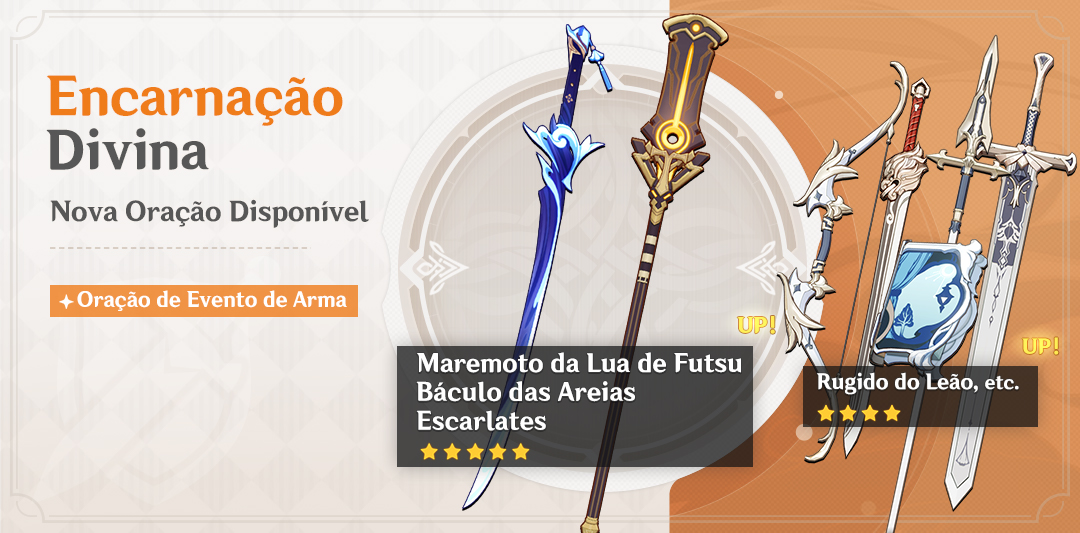 Encarnação
Divina
Nova Oração Disponível
Oração de Evento de Arma
UP!
Maremoto da Lua de Futsu
Báculo das Areias
Escarlates
UP!
Rugido do Leão, etc.